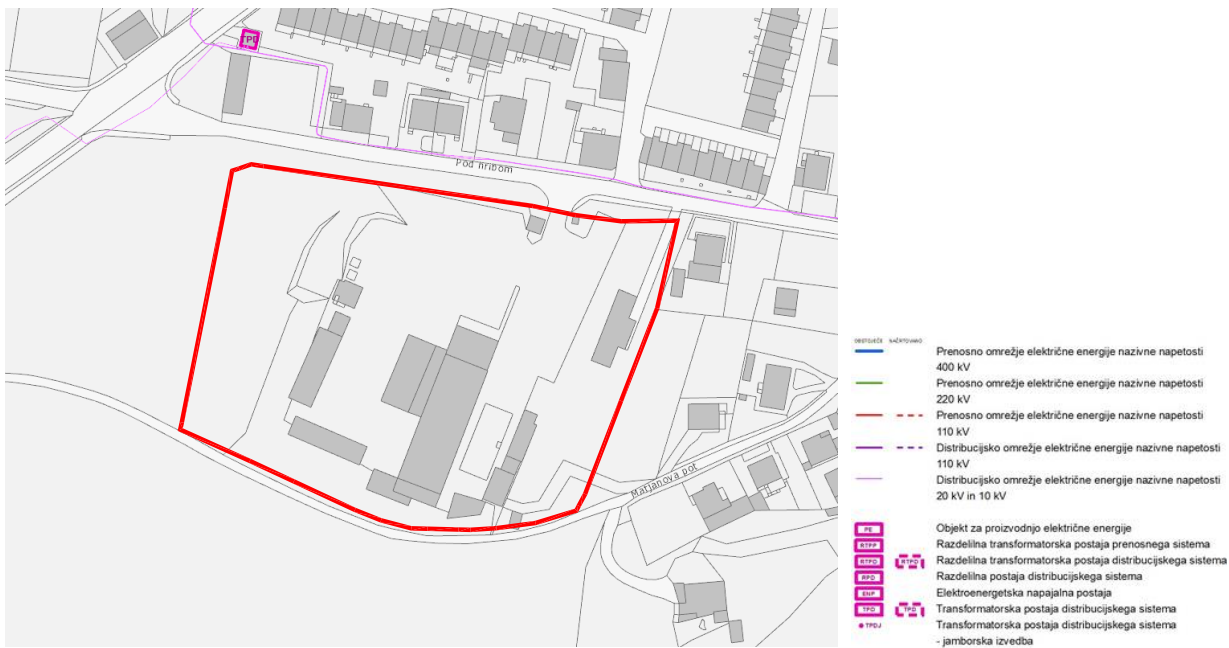 TPD
Pod hribom
Matjanova pot
OBSTOJEČE NAČRTOVANO
Prenosno omrežje električne energije nazivne napetosti
400 kV
Prenosno omrežje električne energije nazivne napetosti
220 kV
Prenosno omrežje električne energije nazivne napetosti
110 kV
Distribucijsko omrežje električne energije nazivne napetosti
110 kV
Distribucijsko omrežje električne energije nazivne napetosti
20 kV in 10 kV
PE Objekt za proizvodnjo električne energije
RTPP Razdelilna transformatorska postaja prenosnega sistema
RTPD RTPD Razdelilna transformatorska postaja distribucijskega sistema
RPD Razdelilna postaja distribucijskega sistema
ENP Elektroenergetska napajalna postaja
TPD TPD Transformatorska postaja distribucijskega sistema
TPDJ Transformatorska postaja distribucijskega sistema
- jamborska izvedba